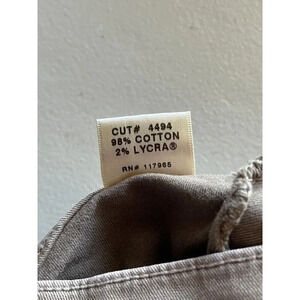 CUT# 4494
98% COTTON
2% LYCRA®
RN# 117965